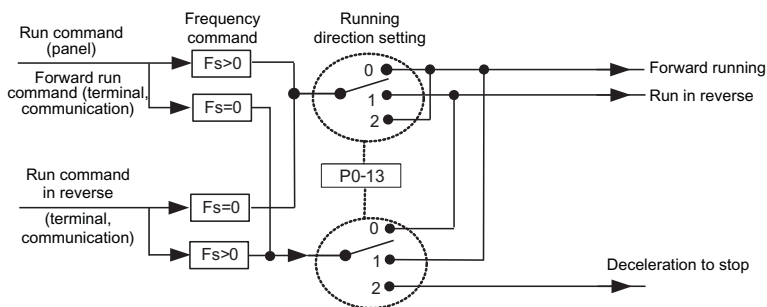 Run command
(panel)
Frequency
command
Running
direction setting
Fs>0
0
Forward running
Forward run
command (terminal,
communication)
Fs=0
1
Run in reverse
2
Run command
in reverse
P0-13
(terminal,
communication)
Fs=0
0
Fs>0
1
2
Deceleration to stop